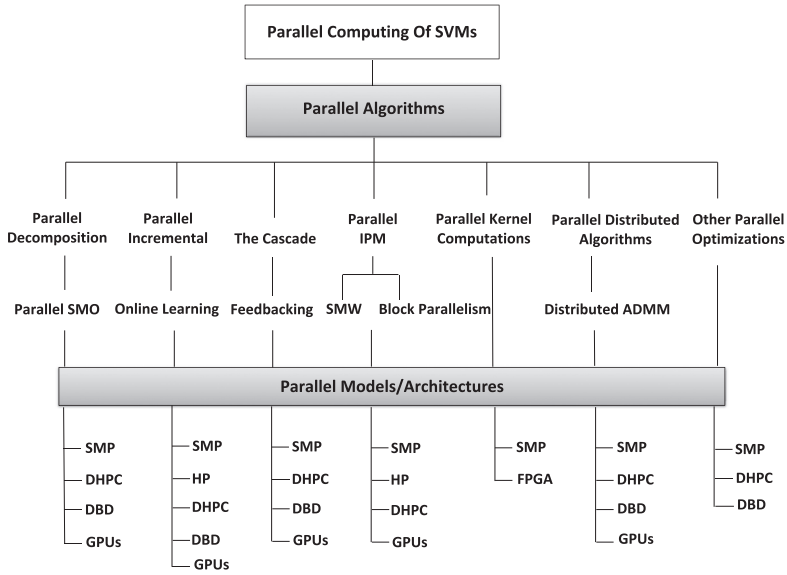 Parallel Computing Of SVMs
Parallel Algorithms
Parallel
Decomposition
Parallel
Incremental
The Cascade
Parallel
IPM
Parallel Kernel
Computations
Parallel Distributed
Algorithms
Other Parallel
Optimizations
Parallel SMO
Online Learning
Feedbacking
SMW
Block Parallelism
Distributed ADMM
Parallel Models/Architectures
SMP
DHPC
DBD
GPUs
SMP
HP
DHPC
DBD
GPUs
SMP
DHPC
DBD
GPUs
SMP
HP
DHPC
GPUs
SMP
FPGA
SMP
DHPC
DBD
GPUs
SMP
DHPC
DBD